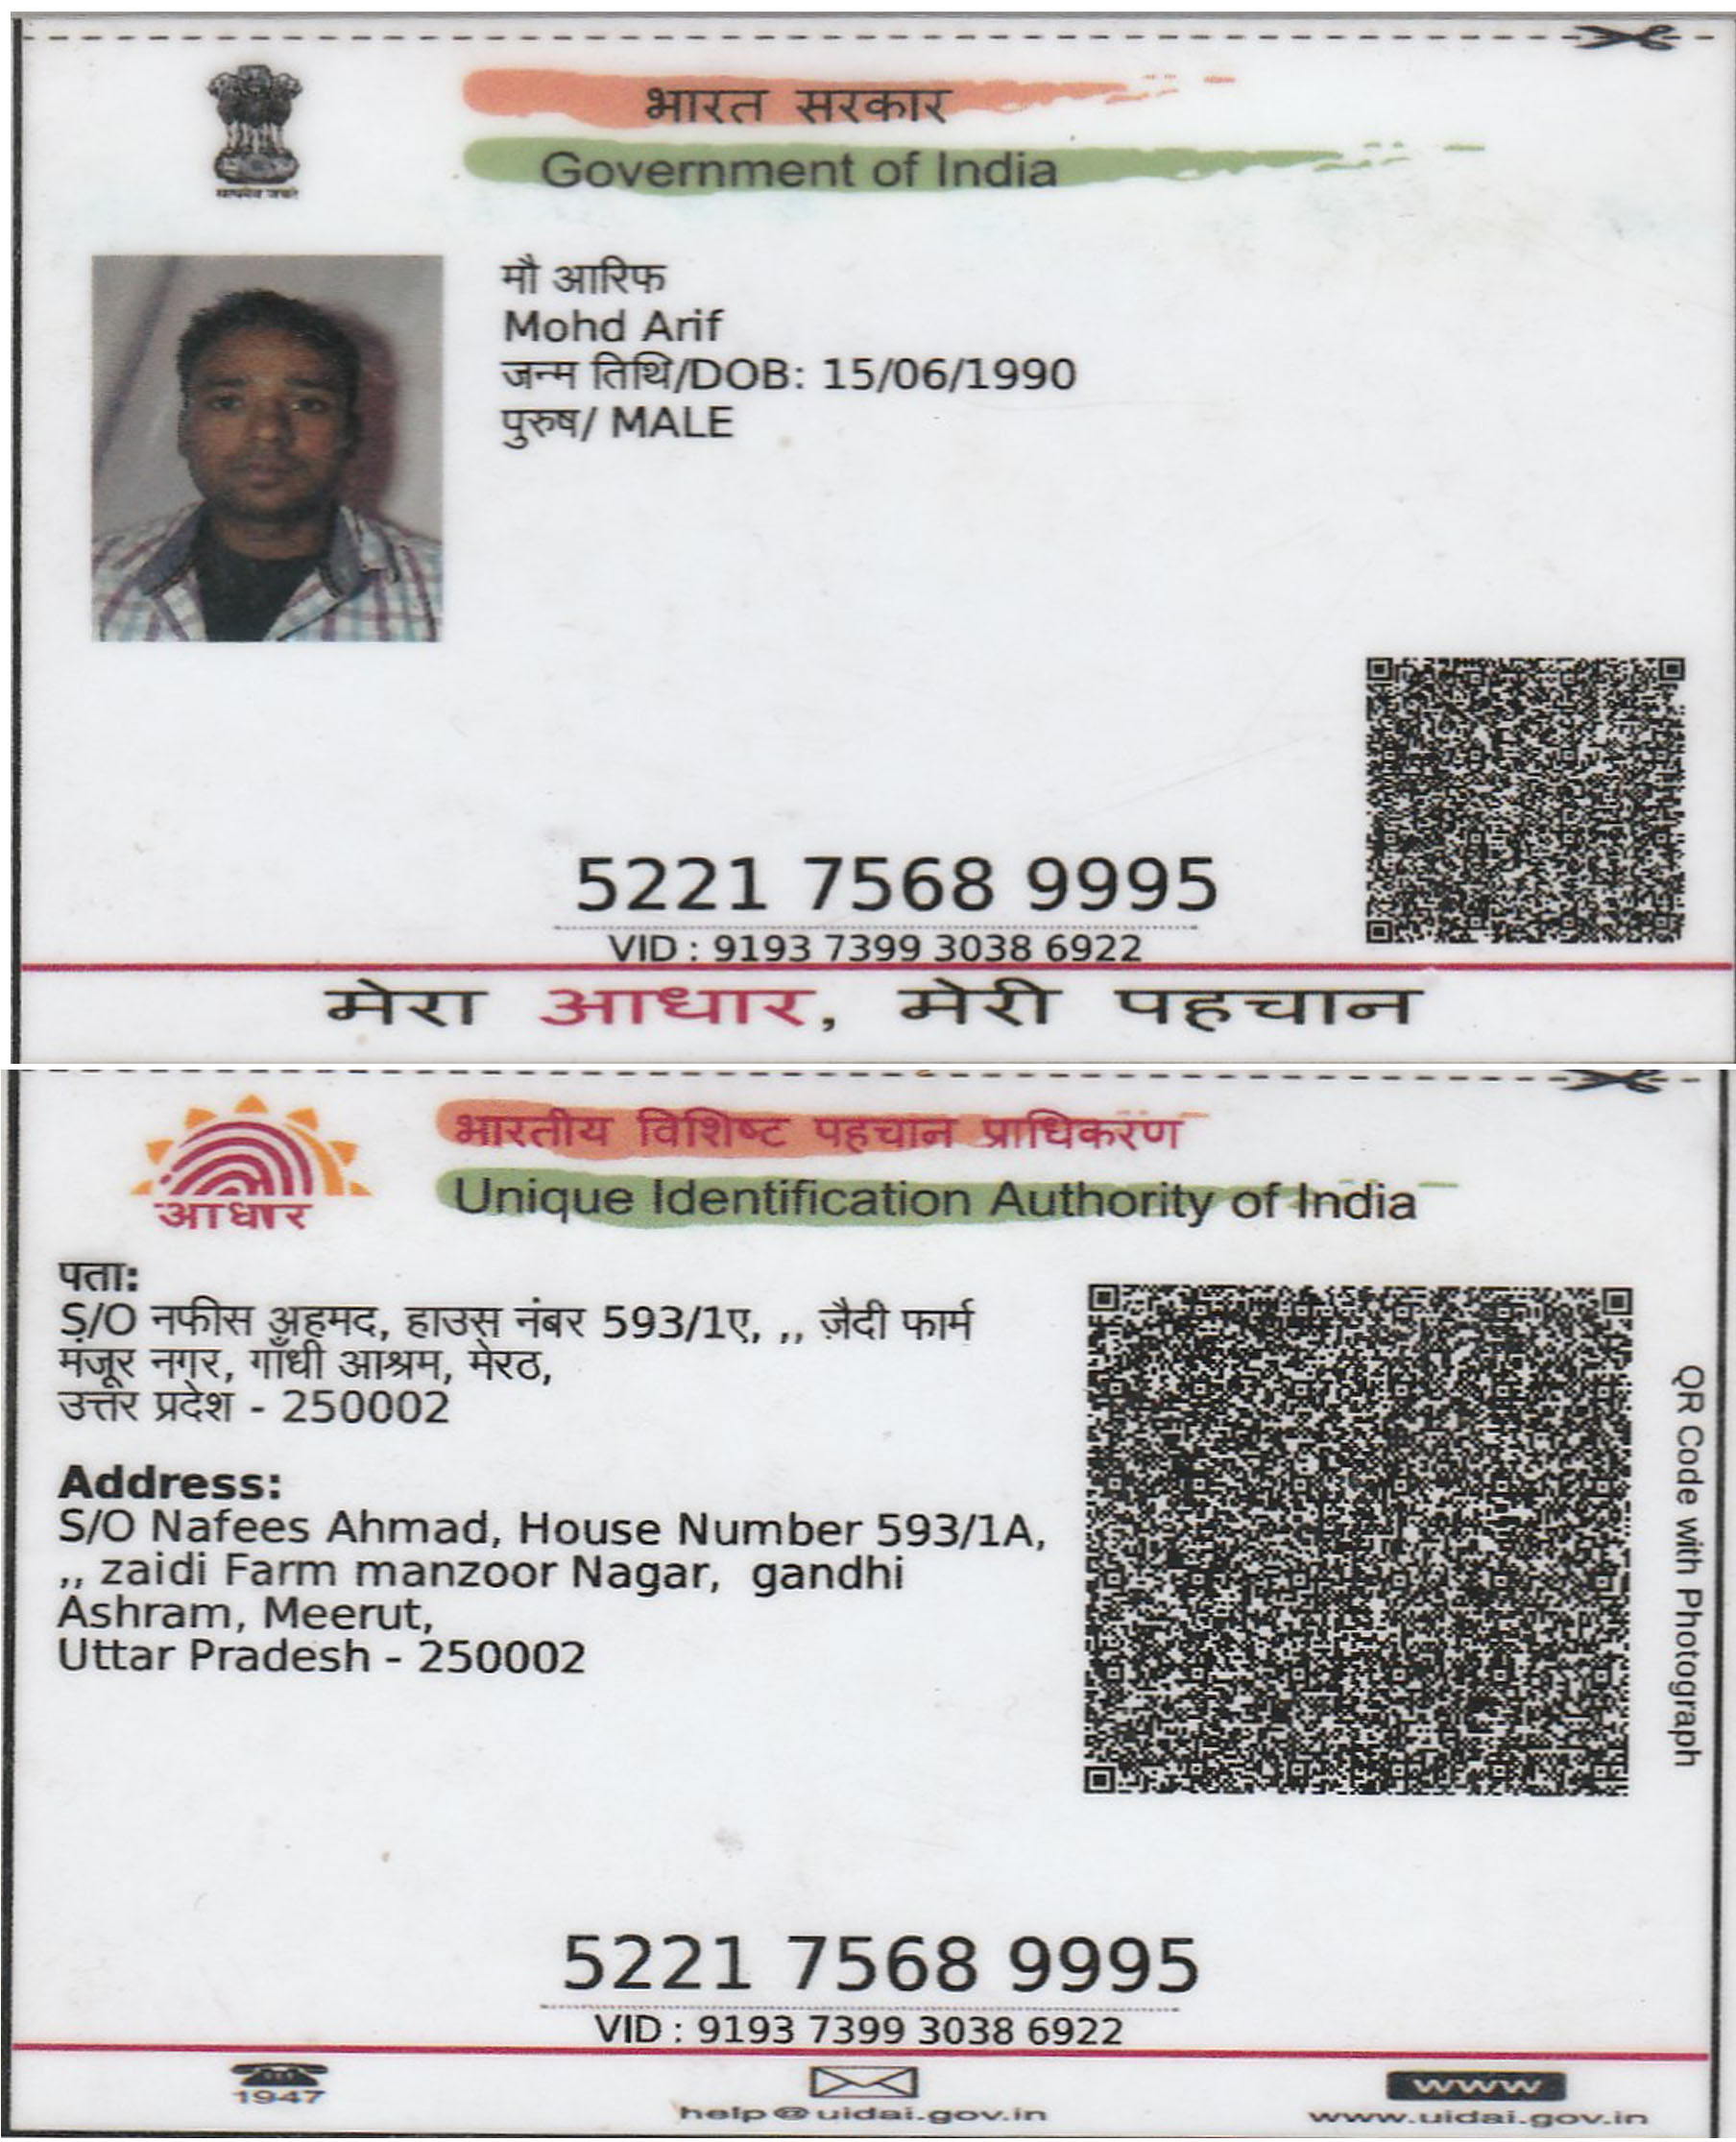 भारत सरकार
Government of India
सत्यमेव जयते
मौ आरिफ
Mohd Arif
जन्म तिथि/DOB: 15/06/1990
पुरुष/ MALE
5221 7568 9995
VID : 9193 7399 3038 6922
मेरा आधार, मेरी पहचान
भारतीय विशिष्ट पहचान प्राधिकरण
Unique Identification Authority of India
आधार
पता:
S/O नफीस अहमद, हाउस नंबर 593/1ए, ,, ज़ैदी फार्म
मंजूर नगर, गाँधी आश्रम, मेरठ,
उत्तर प्रदेश - 250002
Address:
S/O Nafees Ahmad, House Number 593/1A,
,, zaidi Farm manzoor Nagar, gandhi
Ashram, Meerut,
Uttar Pradesh - 250002
QR Code with Photograph
5221 7568 9995
VID : 9193 7399 3038 6922
1947
help@uidai.gov.in
www
www.uidai.gov.in